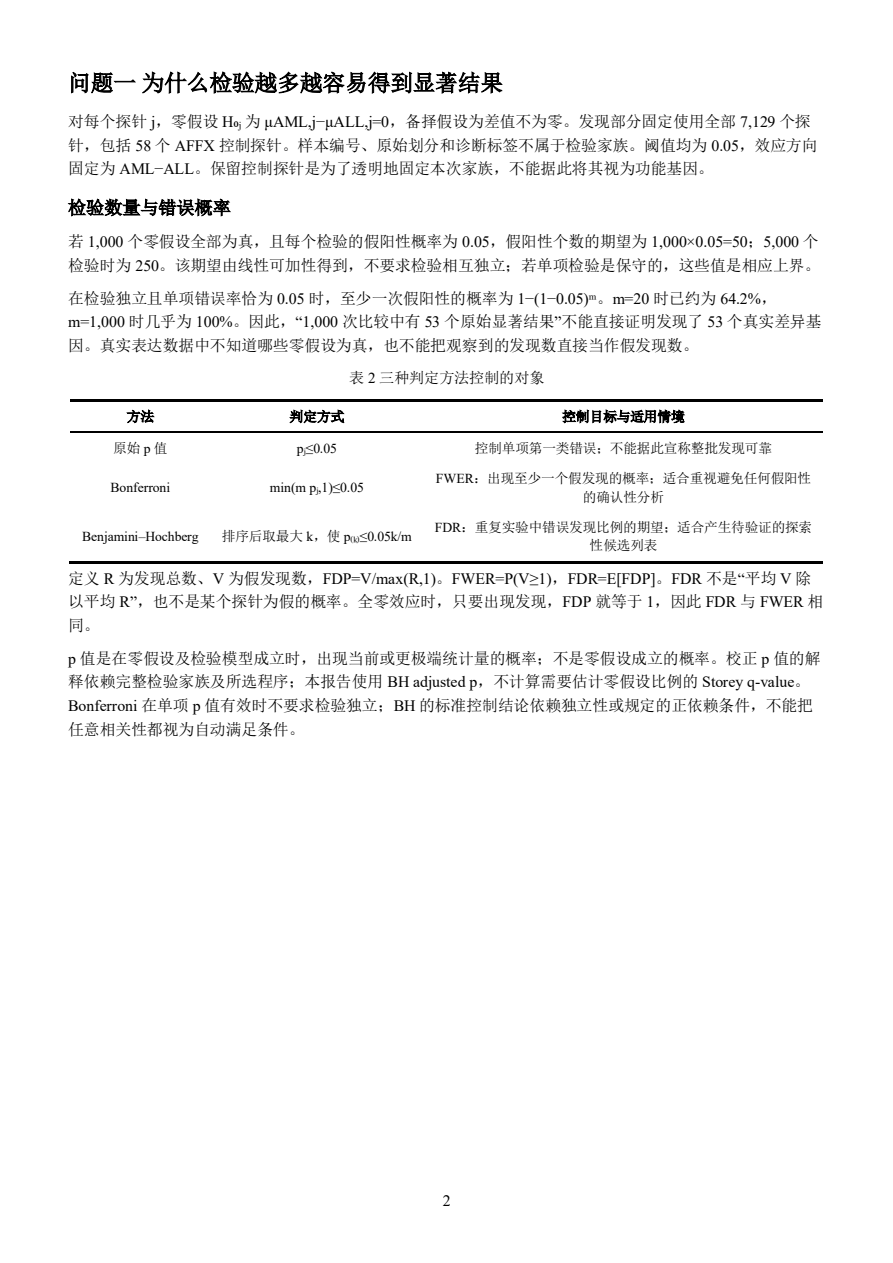 问题一 为什么检验越多越容易得到显著结果
对每个探针 j，零假设 H₀ⱼ 为 μAML,j−μALL,j=0，备择假设为差值不为零。发现部分固定使用全部 7,129 个探
针，包括 58 个 AFFX 控制探针。样本编号、原始划分和诊断标签不属于检验家族。阈值均为 0.05，效应方向
固定为 AML−ALL。保留控制探针是为了透明地固定本次家族，不能据此将其视为功能基因。
检验数量与错误概率
若 1,000 个零假设全部为真，且每个检验的假阳性概率为 0.05，假阳性个数的期望为 1,000×0.05=50；5,000 个
检验时为 250。该期望由线性可加性得到，不要求检验相互独立；若单项检验是保守的，这些值是相应上界。
在检验独立且单项错误率恰为 0.05 时，至少一次假阳性的概率为 1−(1−0.05)ᵐ。m=20 时已约为 64.2%，
m=1,000 时几乎为 100%。因此，“1,000 次比较中有 53 个原始显著结果”不能直接证明发现了 53 个真实差异基
因。真实表达数据中不知道哪些零假设为真，也不能把观察到的发现数直接当作假发现数。
表 2 三种判定方法控制的对象
方法 判定方式 控制目标与适用情境
原始 p 值 pⱼ≤0.05 控制单项第一类错误；不能据此宣称整批发现可靠
Bonferroni min(m pⱼ,1)≤0.05 FWER：出现至少一个假发现的概率；适合重视避免任何假阳性
的确认性分析
Benjamini–Hochberg 排序后取最大 k，使 p₍ₖ₎≤0.05k/m FDR：重复实验中错误发现比例的期望；适合产生待验证的探索
性候选列表
定义 R 为发现总数、V 为假发现数，FDP=V/max(R,1)。FWER=P(V≥1)，FDR=E[FDP]。FDR 不是“平均 V 除
以平均 R”，也不是某个探针为假的概率。全零效应时，只要出现发现，FDP 就等于 1，因此 FDR 与 FWER 相
同。
p 值是在零假设及检验模型成立时，出现当前或更极端统计量的概率；不是零假设成立的概率。校正 p 值的解
释依赖完整检验家族及所选程序；本报告使用 BH adjusted p，不计算需要估计零假设比例的 Storey q-value。
Bonferroni 在单项 p 值有效时不要求检验独立；BH 的标准控制结论依赖独立性或规定的正依赖条件，不能把
任意相关性都视为自动满足条件。
2